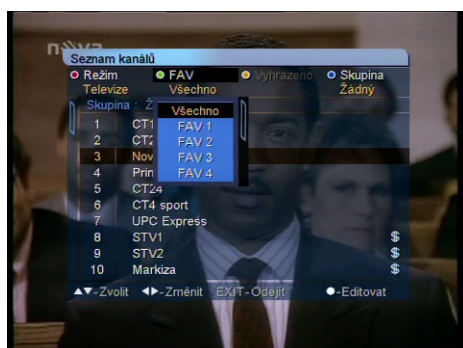 nova
Seznam kanálů
Režim FAV Vyhrazeno Skupina
Televize Všechno Žádný
Skupina : Ž
Všechno
FAV 1
FAV 2
FAV 3
FAV 4
1 CT1
2 CT2
3 Nov
4 Prim
5 CT24
6 CT4 sport
7 UPC Express
8 STV1 $
9 STV2 $
10 Markiza $
▲▼-Zvolit ◄►-Změnit EXIT-Odejít ●-Editovat